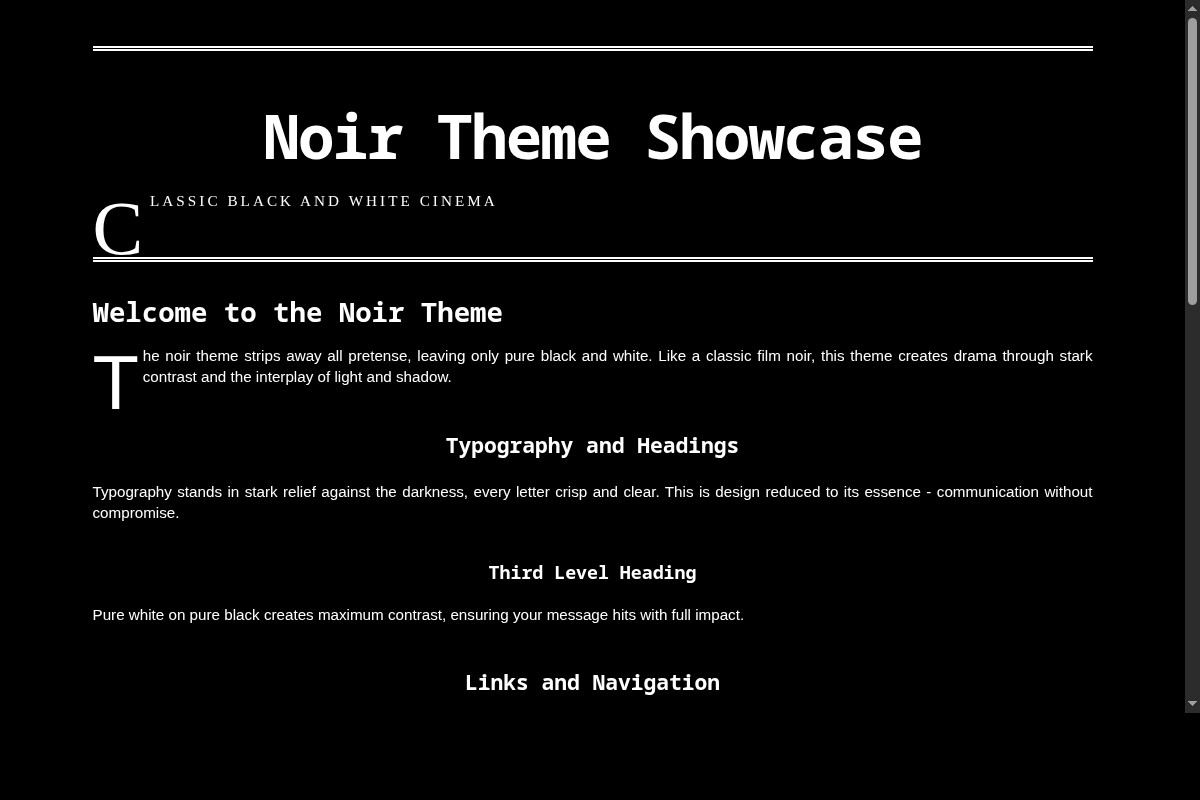 Noir Theme Showcase
CLASSIC BLACK AND WHITE CINEMA
Welcome to the Noir Theme
The noir theme strips away all pretense, leaving only pure black and white. Like a classic film noir, this theme creates drama through stark
contrast and the interplay of light and shadow.
Typography and Headings
Typography stands in stark relief against the darkness, every letter crisp and clear. This is design reduced to its essence - communication without
compromise.
Third Level Heading
Pure white on pure black creates maximum contrast, ensuring your message hits with full impact.
Links and Navigation